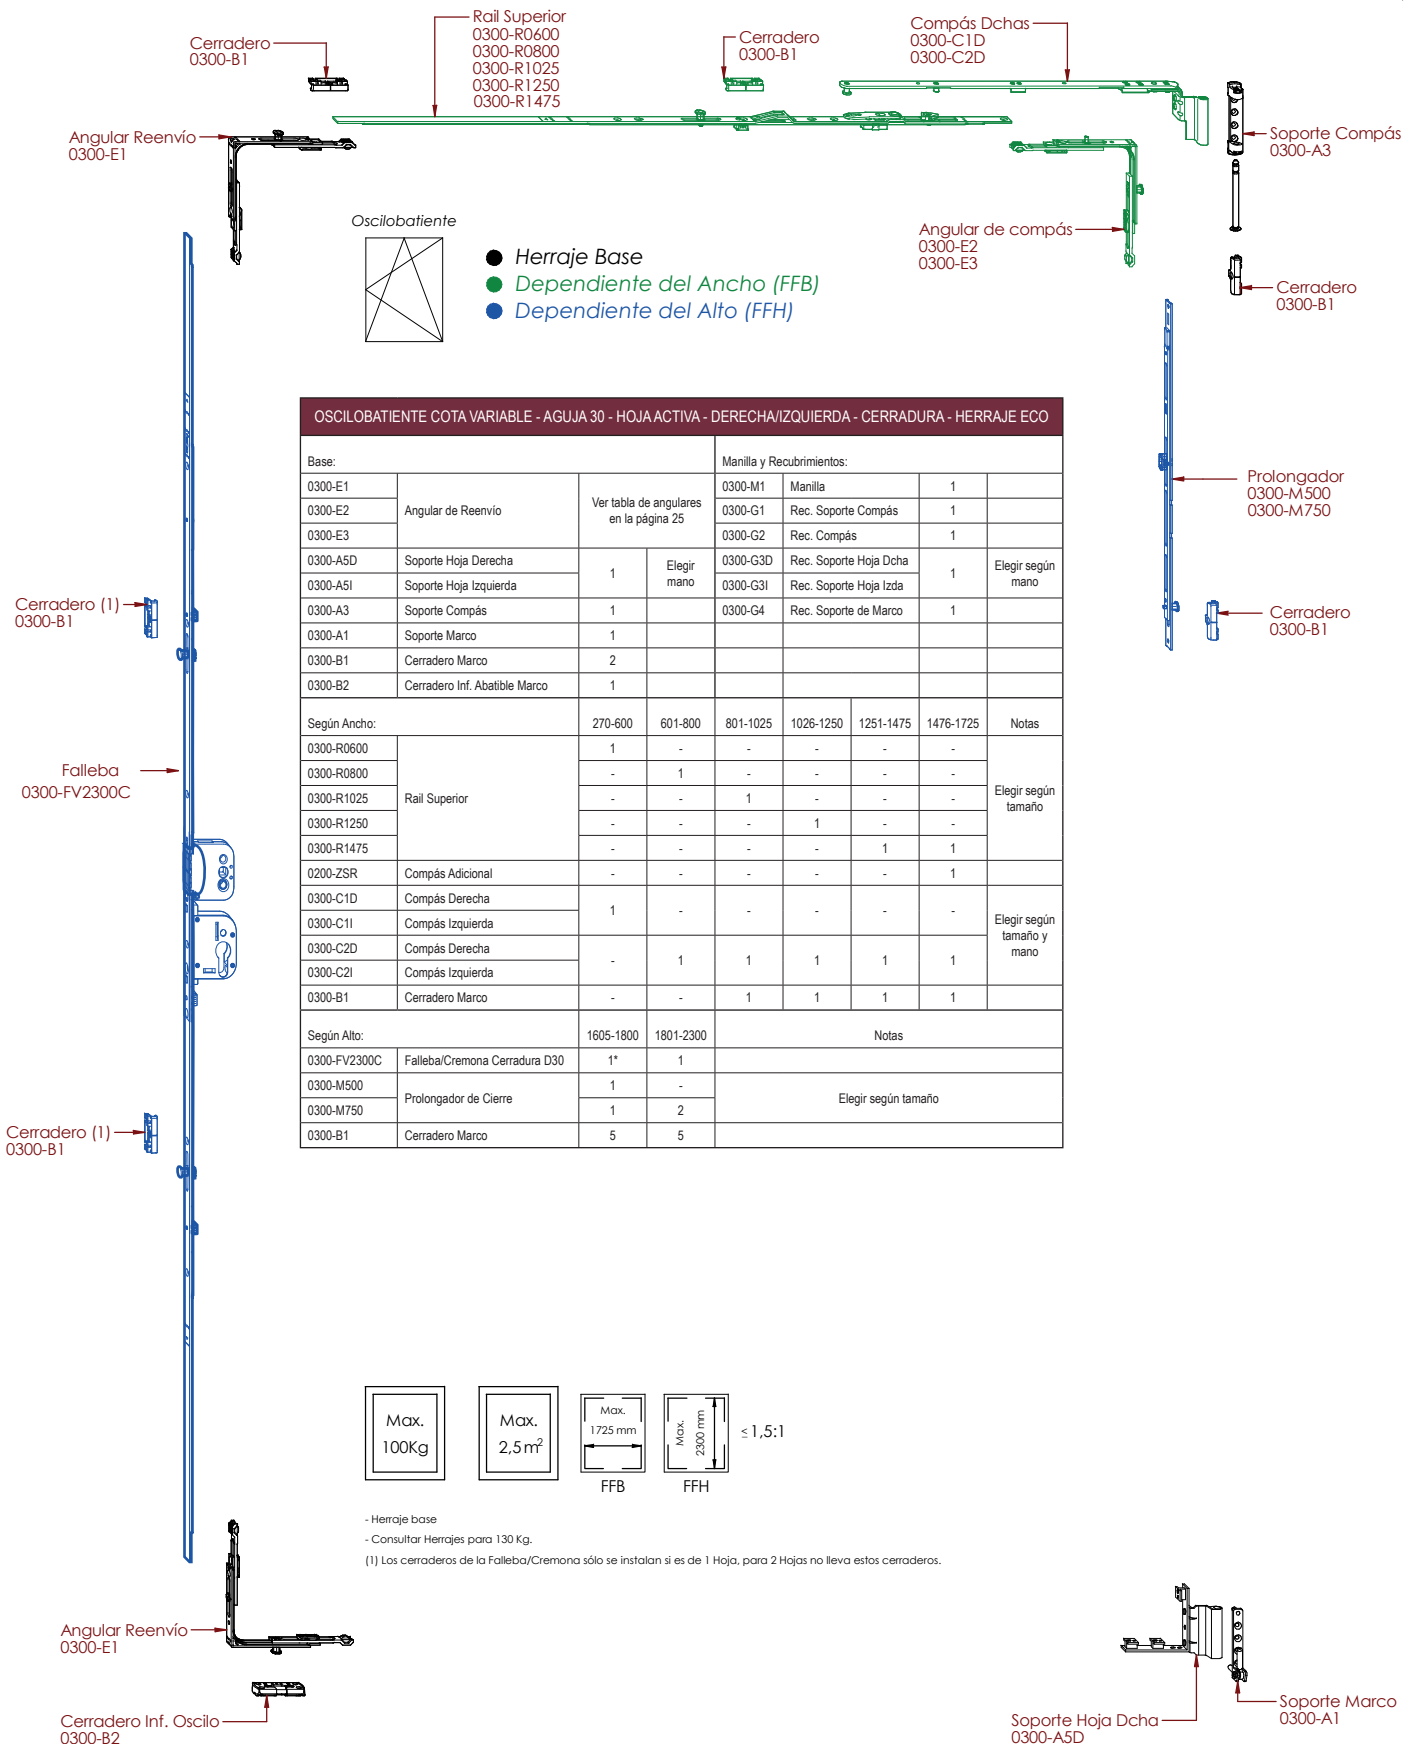 Rail Superior
0300-R0600
0300-R0800
0300-R1025
0300-R1250
0300-R1475
Cerradero
0300-B1
Cerradero
0300-B1
Compás Dchas
0300-C1D
0300-C2D
Angular Reenvío
0300-E1
Soporte Compás
0300-A3
Angular de compás
0300-E2
0300-E3
Cerradero
0300-B1
Oscilobatiente
Herraje Base
Dependiente del Ancho (FFB)
Dependiente del Alto (FFH)
Prolongador
0300-M500
0300-M750
Cerradero
0300-B1
Cerradero (1)
0300-B1
Falleba
0300-FV2300C
Cerradero (1)
0300-B1
OSCILOBATIENTE COTA VARIABLE - AGUJA 30 - HOJA ACTIVA - DERECHA/IZQUIERDA - CERRADURA - HERRAJE ECO
Base: Manilla y Recubrimientos:
0300-E1 0300-M1 Manilla 1
0300-E2 Angular de Reenvío Ver tabla de angulares en la página 25 0300-G1 Rec. Soporte Compás 1
0300-E3 0300-G2 Rec. Compás 1
0300-A5D Soporte Hoja Derecha 1 Elegir mano 0300-G3D Rec. Soporte Hoja Dcha 1 Elegir según mano
0300-A5I Soporte Hoja Izquierda 0300-G3I Rec. Soporte Hoja Izda
0300-A3 Soporte Compás 1 0300-G4 Rec. Soporte de Marco 1
0300-A1 Soporte Marco 1
0300-B1 Cerradero Marco 2
0300-B2 Cerradero Inf. Abatible Marco 1
Según Ancho: 270-600 601-800 801-1025 1026-1250 1251-1475 1476-1725 Notas
0300-R0600 1 - - - - -
0300-R0800 - 1 - - - -
0300-R1025 Rail Superior - - 1 - - - Elegir según tamaño
0300-R1250 - - - 1 - -
0300-R1475 - - - - 1 1
0200-ZSR Compás Adicional - - - - - 1
0300-C1D Compás Derecha 1 - - - - - Elegir según tamaño y mano
0300-C1I Compás Izquierda
0300-C2D Compás Derecha - 1 1 1 1 1
0300-C2I Compás Izquierda
0300-B1 Cerradero Marco - - 1 1 1 1
Según Alto: 1605-1800 1801-2300 Notas
0300-FV2300C Falleba/Cremona Cerradura D30 1* 1
0300-M500 Prolongador de Cierre 1 - Elegir según tamaño
0300-M750 1 2
0300-B1 Cerradero Marco 5 5
Max. 100Kg
Max. 2,5 m²
Max. 1725 mm
FFB
Max. 2300 mm
FFH
≤ 1,5:1
- Herraje base
- Consultar Herrajes para 130 Kg.
(1) Los cerraderos de la Falleba/Cremona sólo se instalan si es de 1 Hoja, para 2 Hojas no lleva estos cerraderos.
Angular Reenvío
0300-E1
Cerradero Inf. Oscilo
0300-B2
Soporte Hoja Dcha
0300-A5D
Soporte Marco
0300-A1